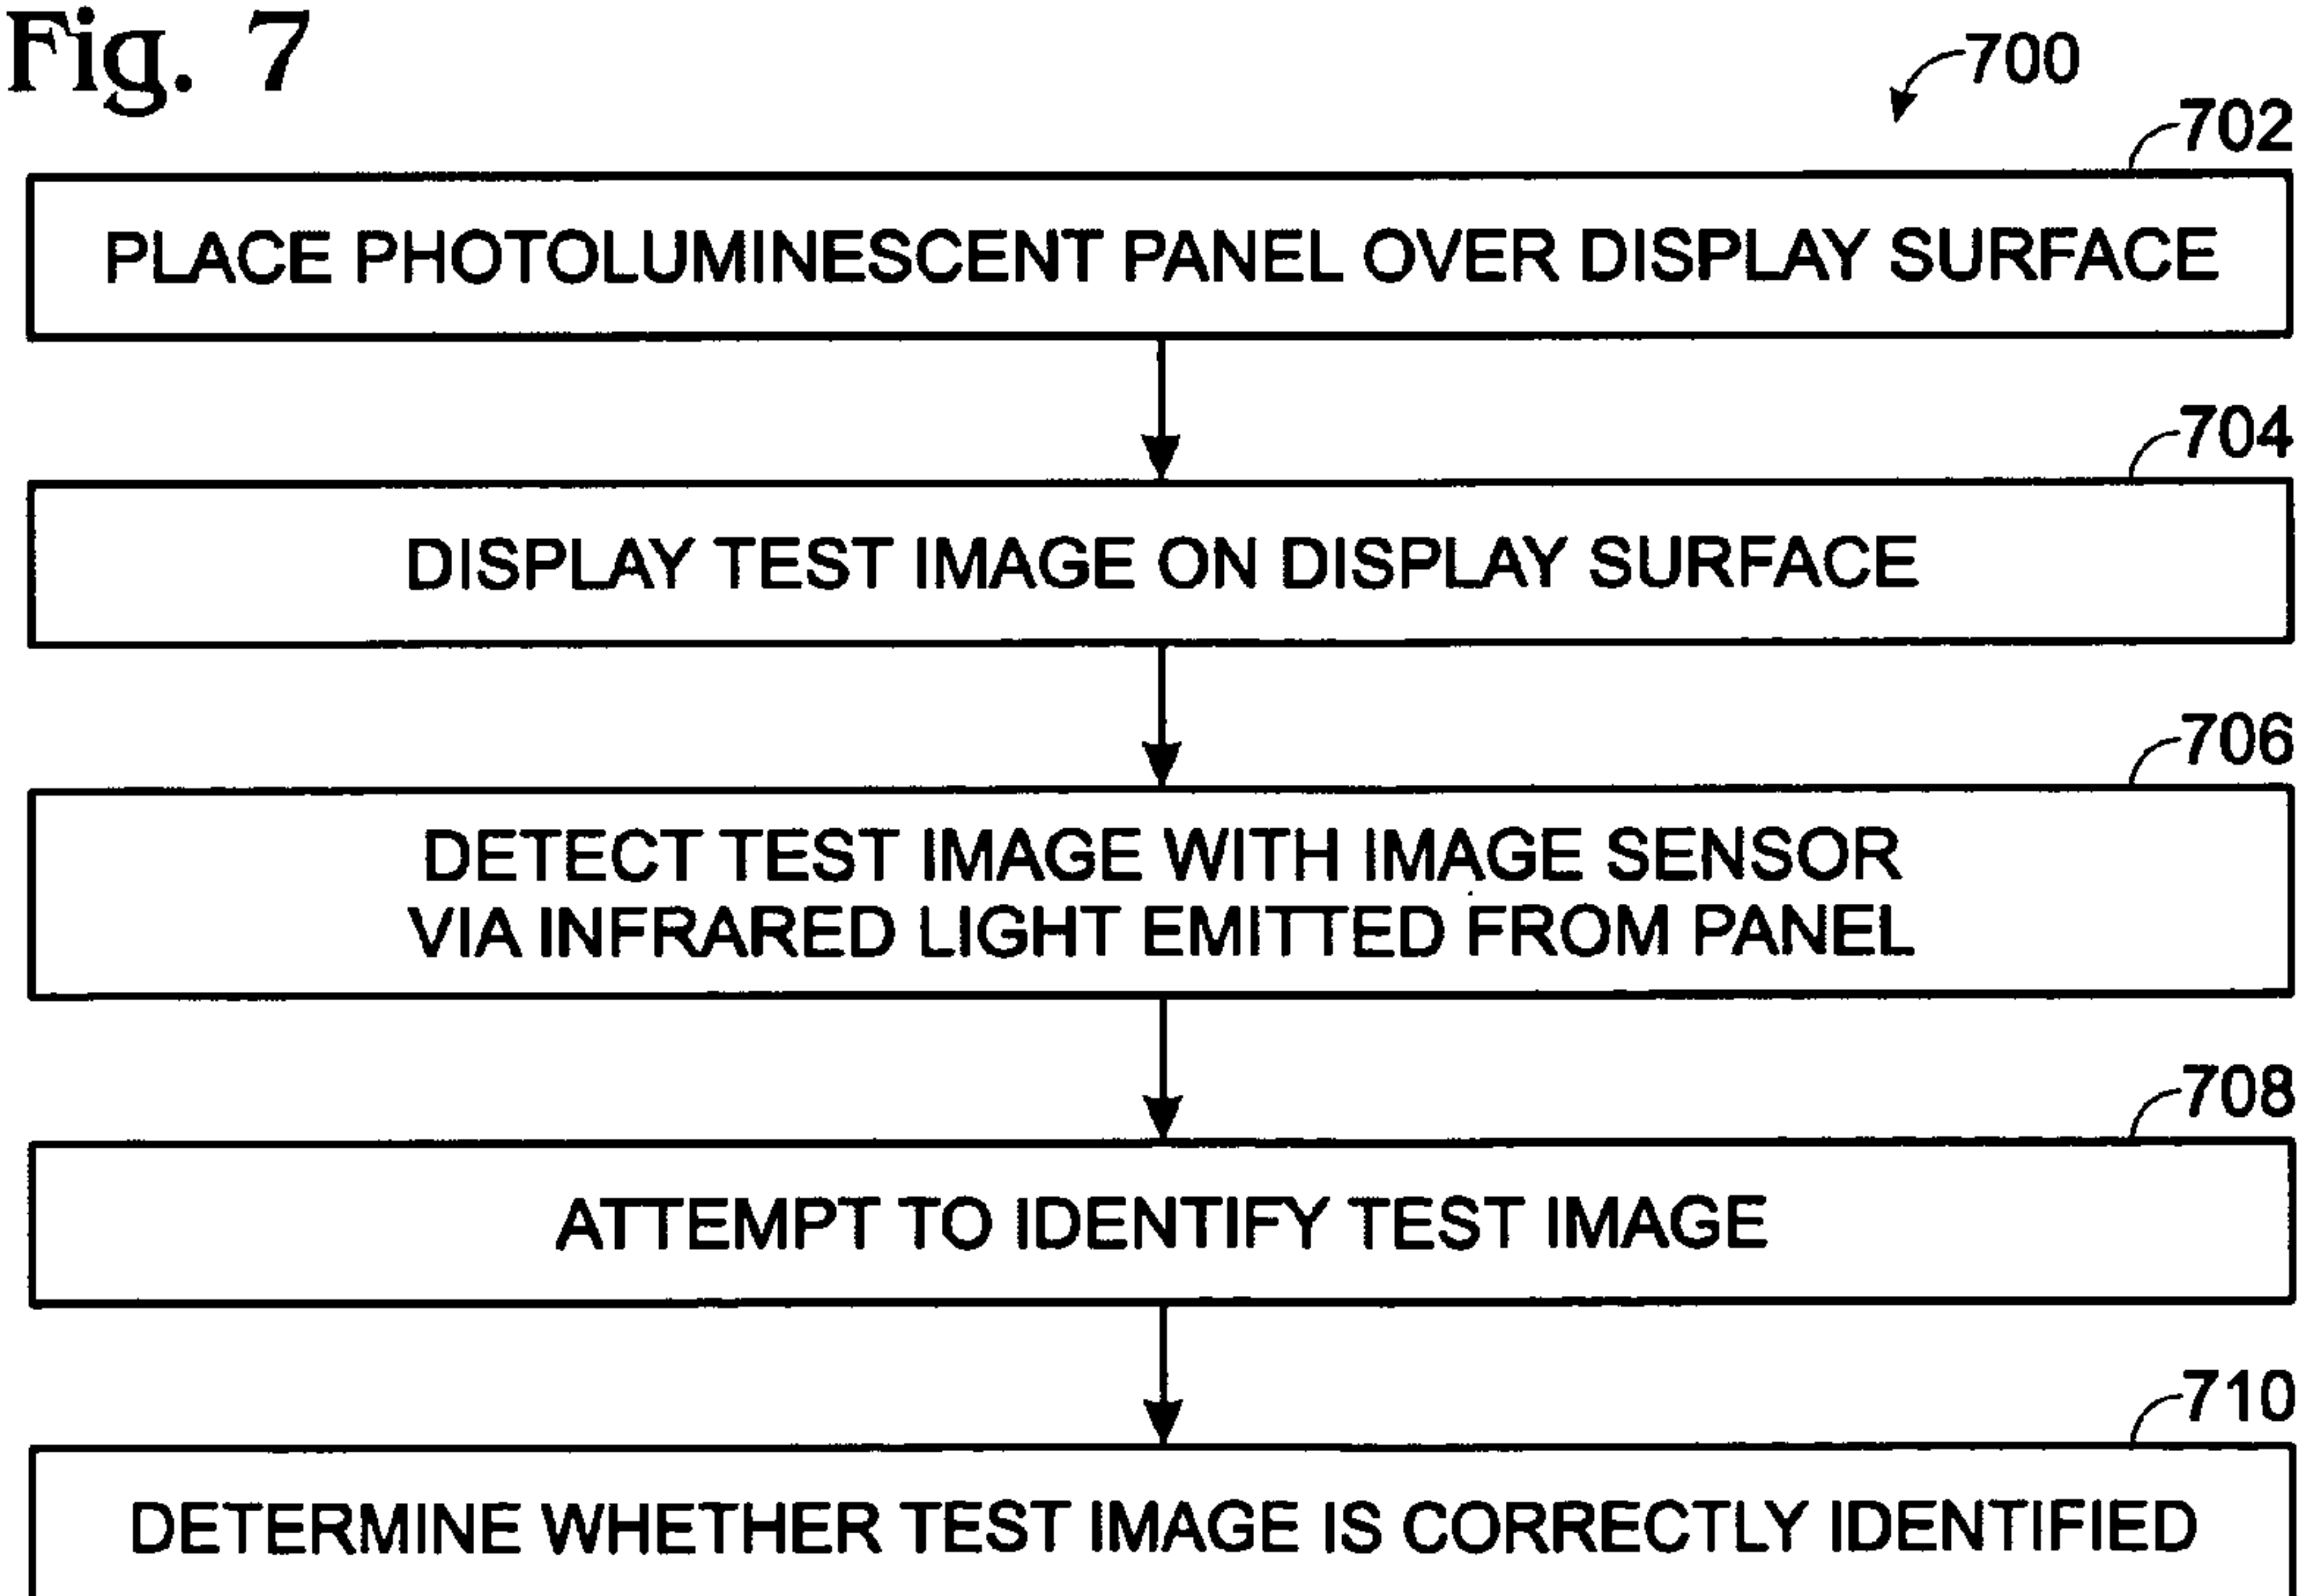 Fig. 7
700
702
PLACE PHOTOLUMINESCENT PANEL OVER DISPLAY SURFACE
704
DISPLAY TEST IMAGE ON DISPLAY SURFACE
706
DETECT TEST IMAGE WITH IMAGE SENSOR
VIA INFRARED LIGHT EMITTED FROM PANEL
708
ATTEMPT TO IDENTIFY TEST IMAGE
710
DETERMINE WHETHER TEST IMAGE IS CORRECTLY IDENTIFIED